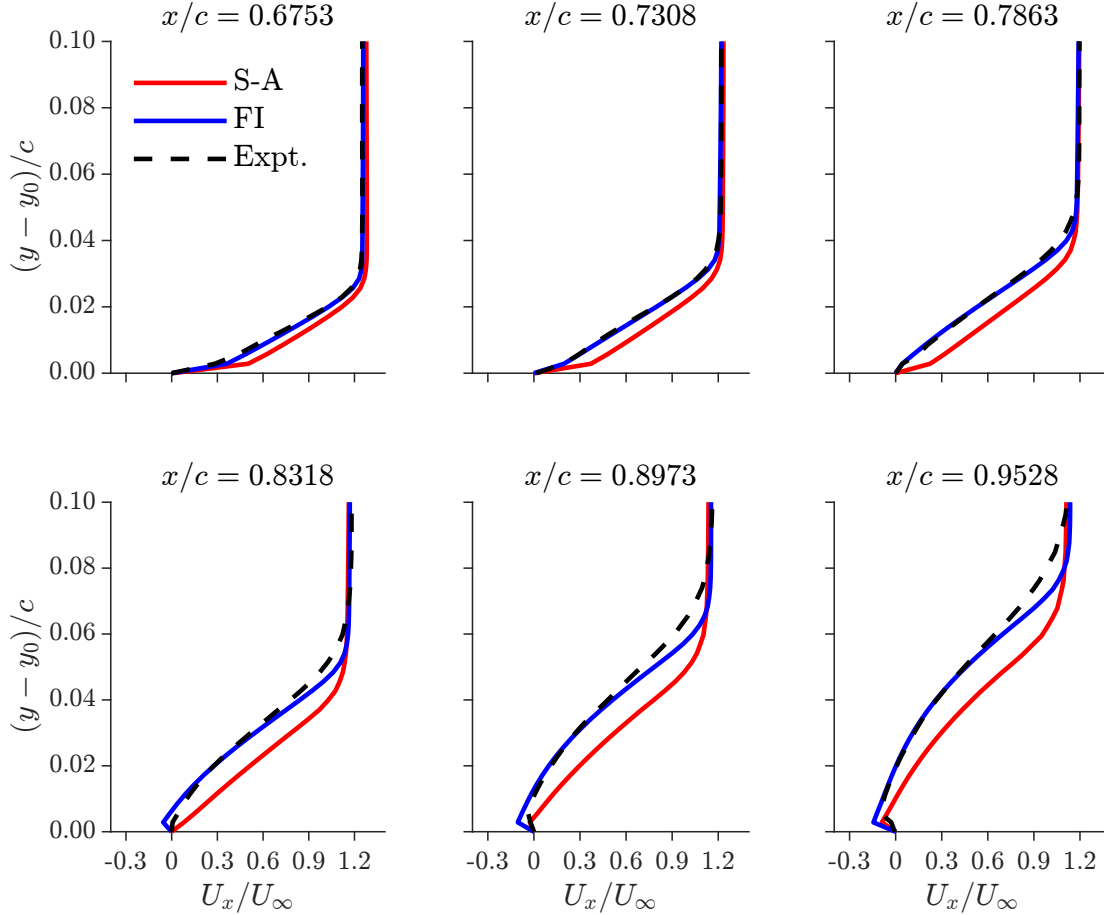 x/c = 0.6753
x/c = 0.7308
x/c = 0.7863
0.10
0.08
0.06
0.04
0.02
0.00
(y − y₀)/c
S-A
FI
Expt.
x/c = 0.8318
x/c = 0.8973
x/c = 0.9528
0.10
0.08
0.06
0.04
0.02
0.00
(y − y₀)/c
-0.3 0 0.3 0.6 0.9 1.2
-0.3 0 0.3 0.6 0.9 1.2
-0.3 0 0.3 0.6 0.9 1.2
Uₓ/U∞
Uₓ/U∞
Uₓ/U∞